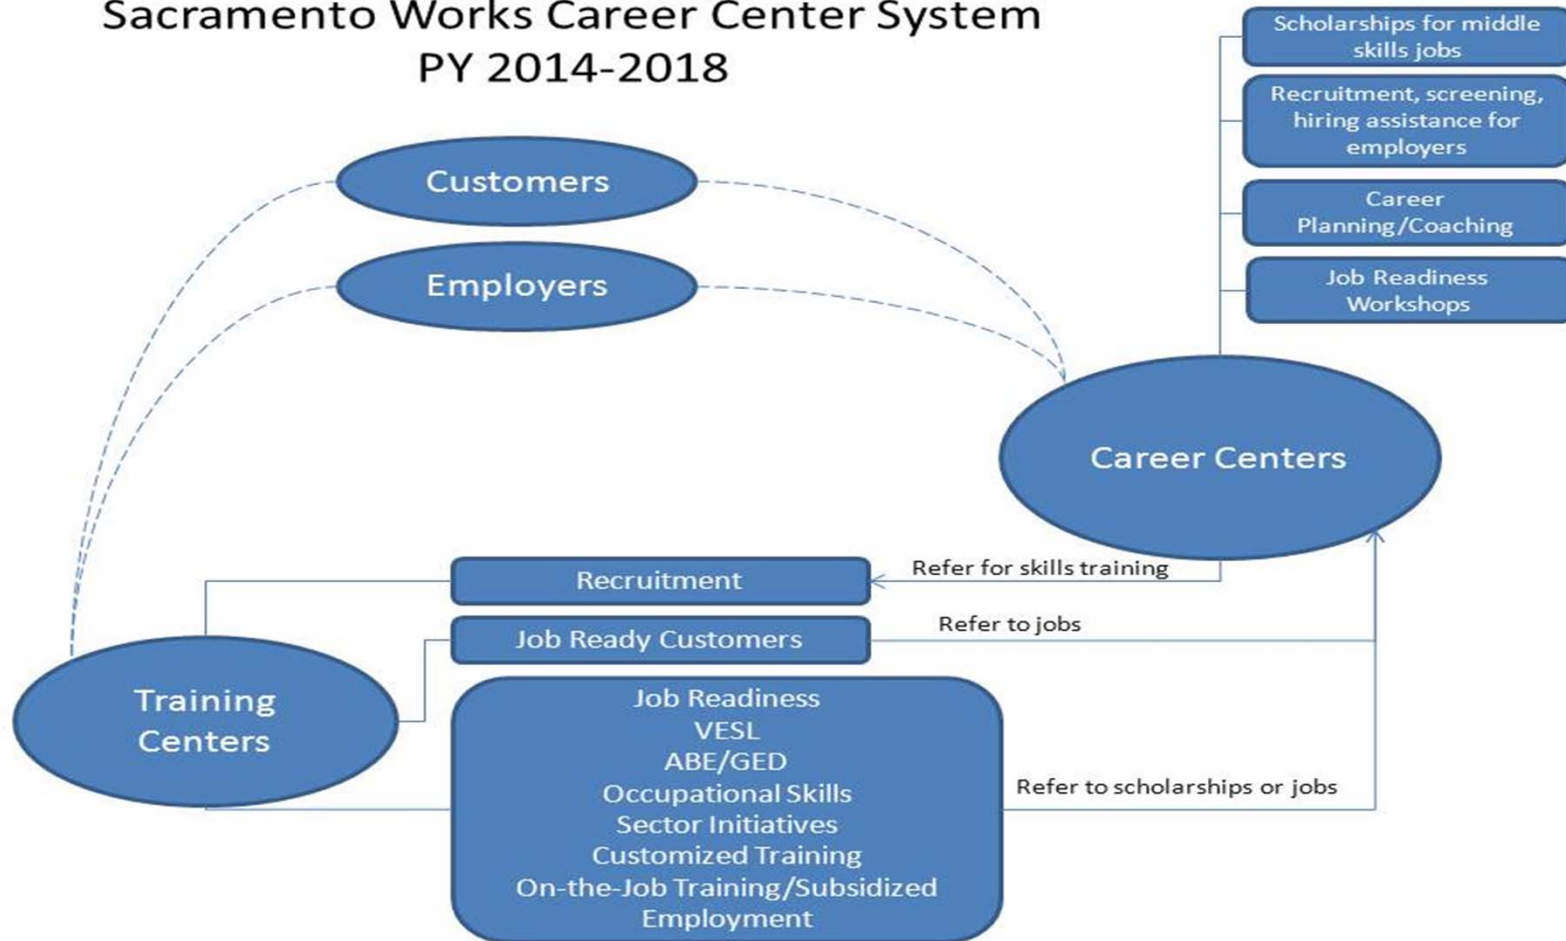 Sacramento Works Career Center System
PY 2014-2018
Scholarships for middle
skills jobs
Recruitment, screening,
hiring assistance for
employers
Career
Planning/Coaching
Job Readiness
Workshops
Customers
Employers
Career Centers
Recruitment
Refer for skills training
Job Ready Customers
Refer to jobs
Training
Centers
Job Readiness
VESL
ABE/GED
Occupational Skills
Sector Initiatives
Customized Training
On-the-Job Training/Subsidized
Employment
Refer to scholarships or jobs